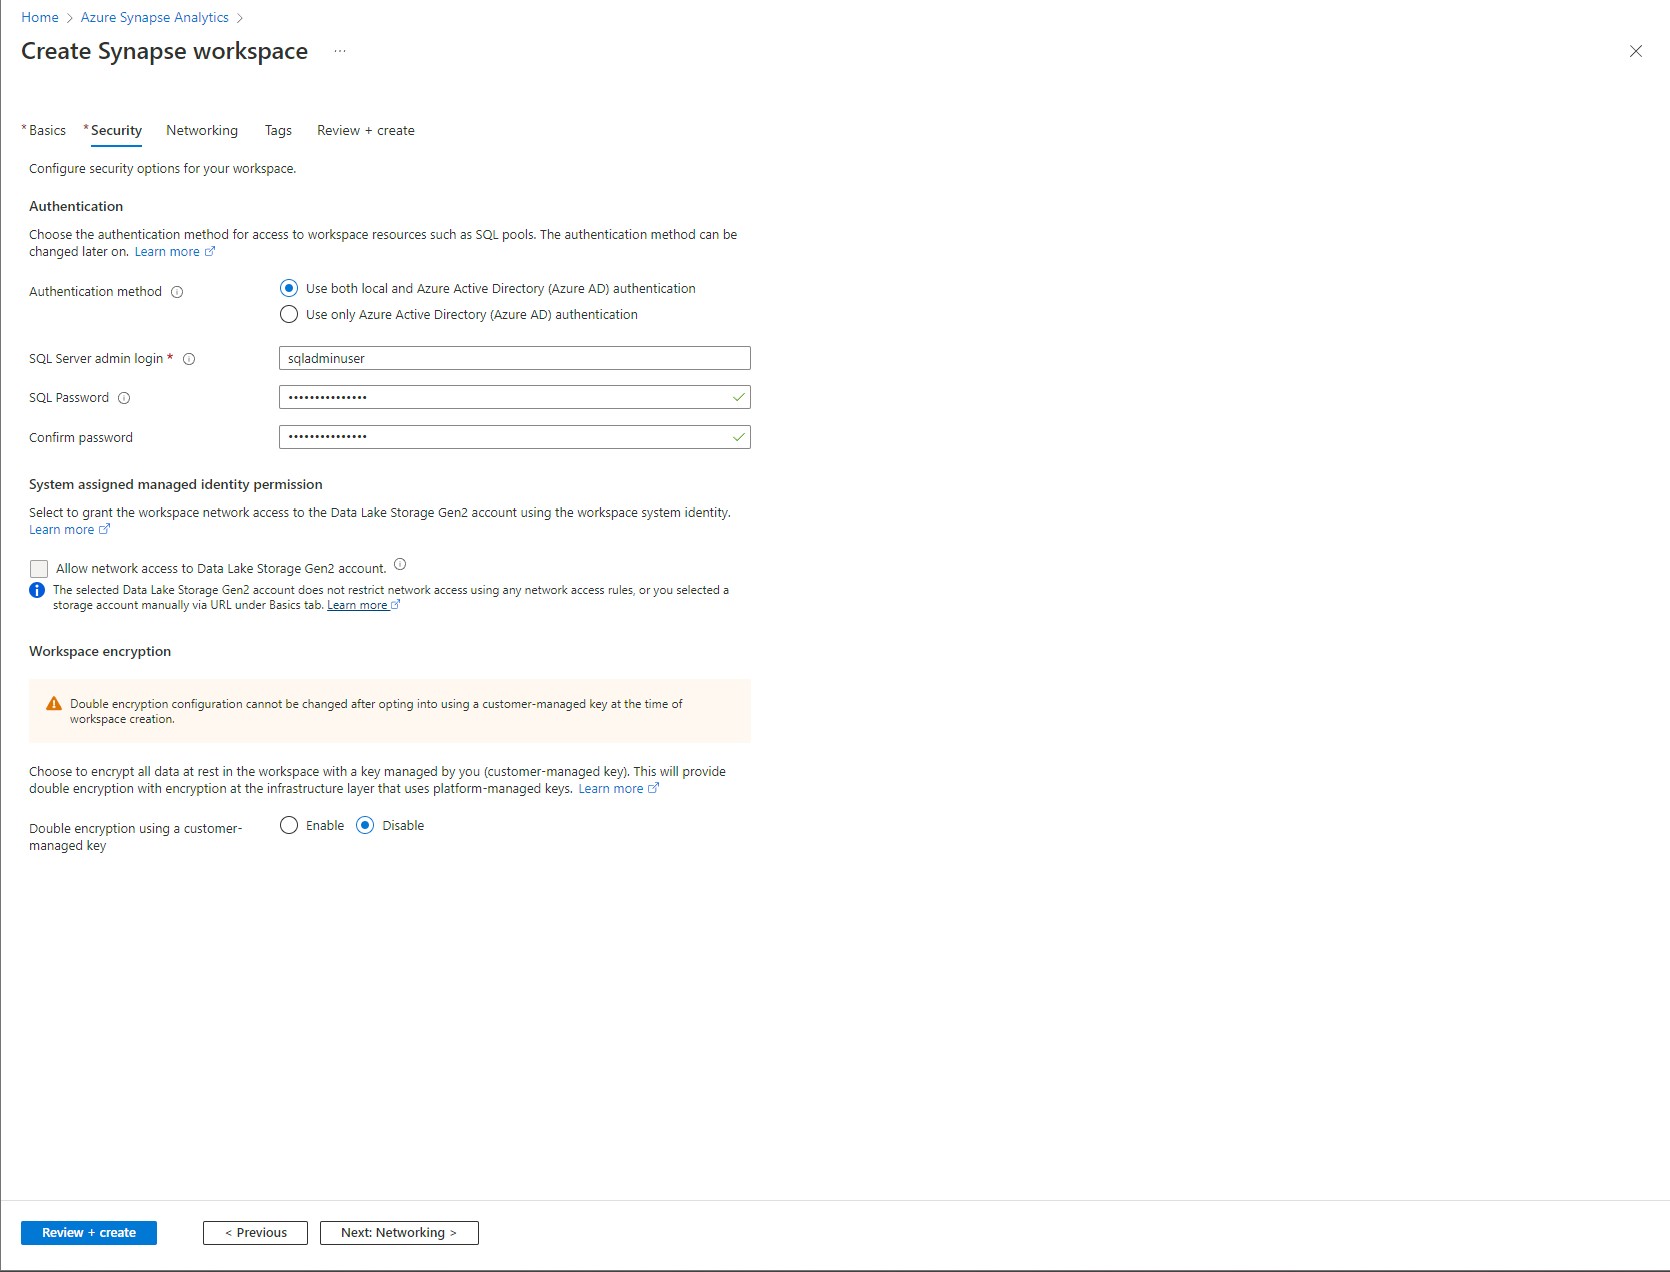 Home > Azure Synapse Analytics >
Create Synapse workspace ...
* Basics * Security Networking Tags Review + create
Configure security options for your workspace.
Authentication
Choose the authentication method for access to workspace resources such as SQL pools. The authentication method can be
changed later on. Learn more
Authentication method
Use both local and Azure Active Directory (Azure AD) authentication
Use only Azure Active Directory (Azure AD) authentication
SQL Server admin login * sqladminuser
SQL Password •••••••••••••••
Confirm password •••••••••••••••
System assigned managed identity permission
Select to grant the workspace network access to the Data Lake Storage Gen2 account using the workspace system identity.
Learn more
Allow network access to Data Lake Storage Gen2 account.
The selected Data Lake Storage Gen2 account does not restrict network access using any network access rules, or you selected a
storage account manually via URL under Basics tab. Learn more
Workspace encryption
Double encryption configuration cannot be changed after opting into using a customer-managed key at the time of
workspace creation.
Choose to encrypt all data at rest in the workspace with a key managed by you (customer-managed key). This will provide
double encryption with encryption at the infrastructure layer that uses platform-managed keys. Learn more
Double encryption using a customer-
managed key
Enable Disable
Review + create < Previous Next: Networking >